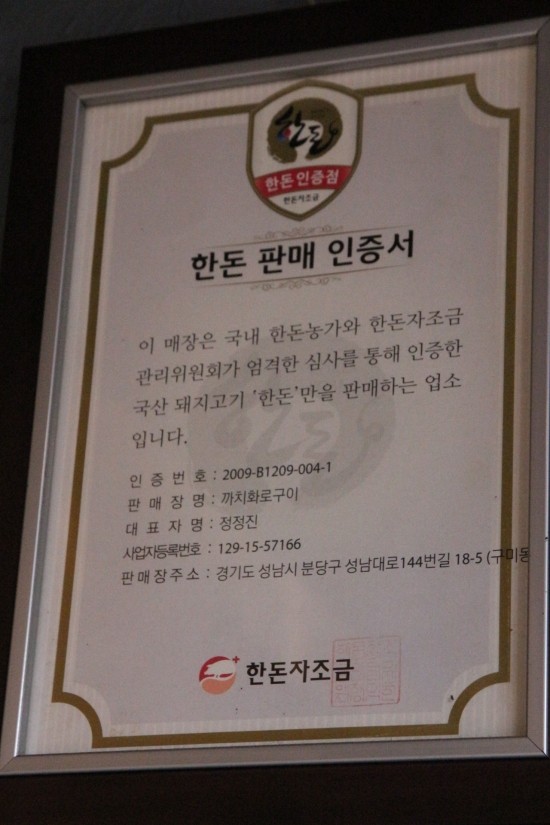 한돈
한돈인증점
한돈자조금
한돈 판매 인증서
이 매장은 국내 한돈농가와 한돈자조금
관리위원회가 엄격한 심사를 통해 인증한
국산 돼지고기 '한돈'만을 판매하는 업소
입니다.
인 증 번 호 : 2009-B1209-004-1
판 매 장 명 : 까치화로구이
대 표 자 명 : 정정진
사업자등록번호 : 129-15-57166
판 매 장 주 소 : 경기도 성남시 분당구 성남대로144번길 18-5 (구미동
한돈자조금